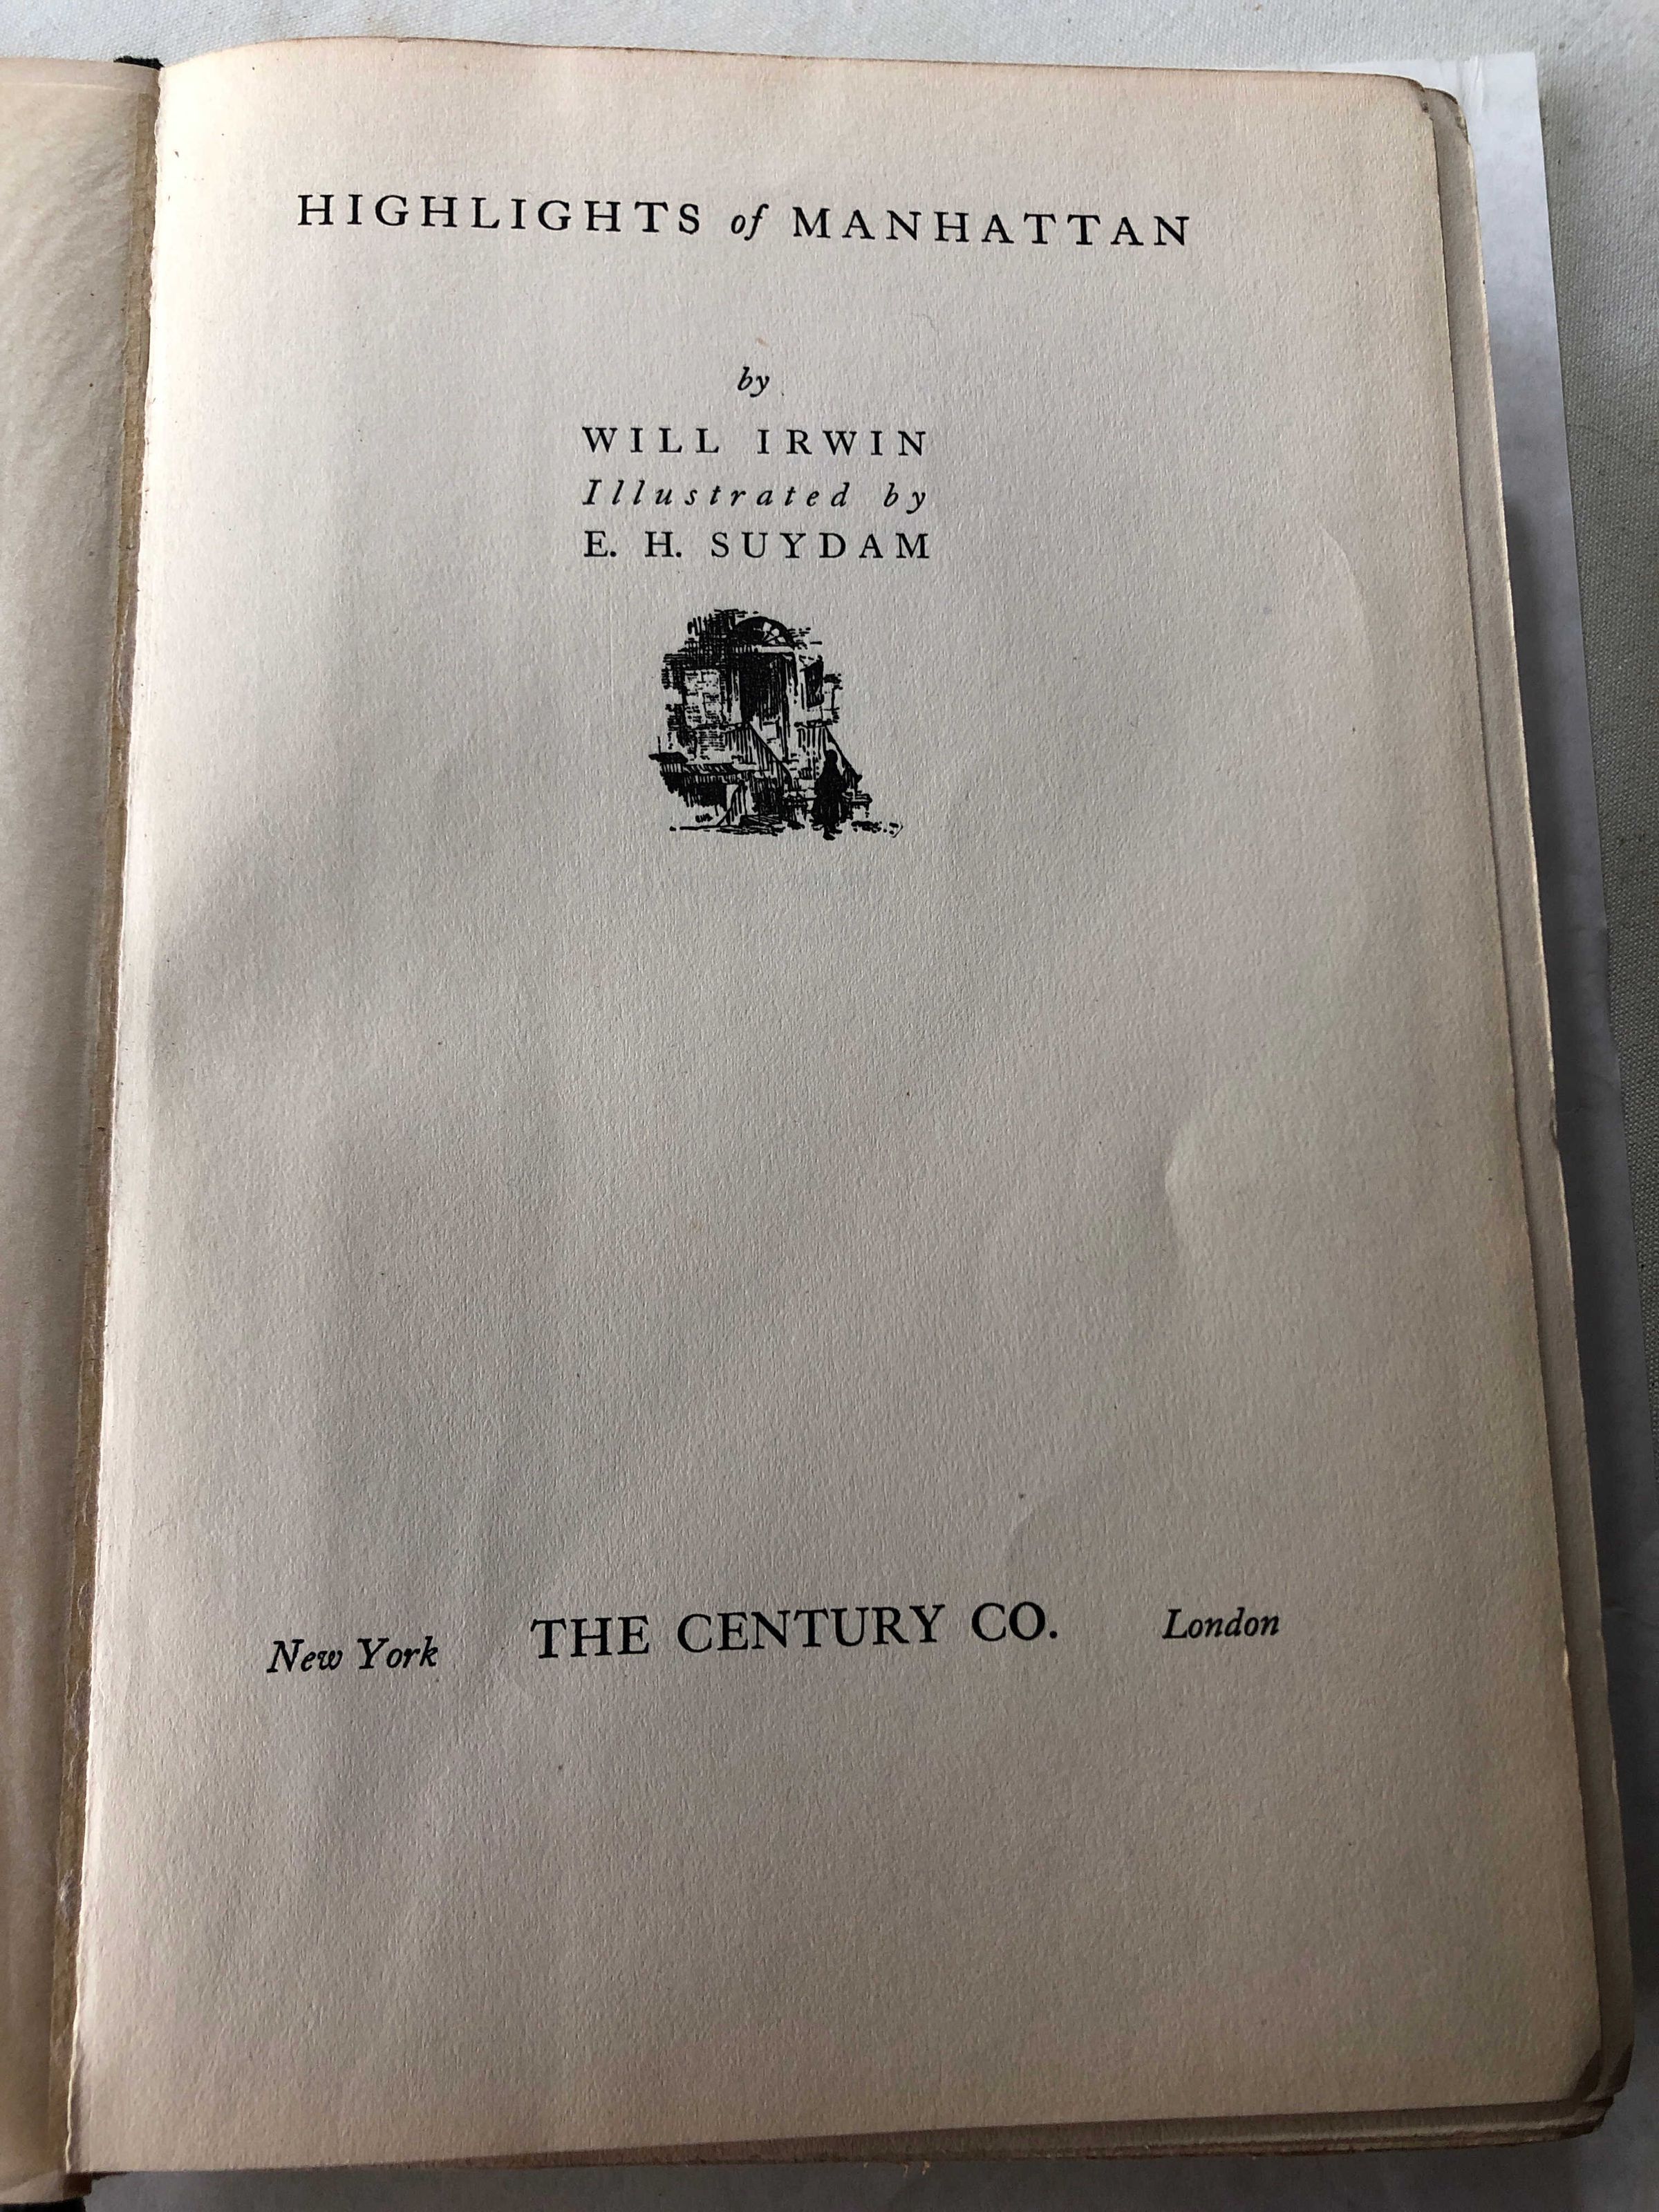 HIGHLIGHTS of MANHATTAN
by
WILL IRWIN
Illustrated by
E. H. SUYDAM
New York THE CENTURY CO. London